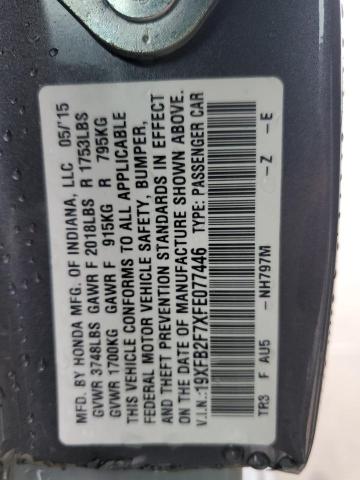 MFD. BY HONDA MFG. OF INDIANA, LLC 05/'15
GVWR 3748LBS GAWR F 2018LBS R 1753LBS
GVWR 1700KG GAWR F 915KG R 795KG
THIS VEHICLE CONFORMS TO ALL APPLICABLE
FEDERAL MOTOR VEHICLE SAFETY, BUMPER,
AND THEFT PREVENTION STANDARDS IN EFFECT
ON THE DATE OF MANUFACTURE SHOWN ABOVE.
V.I.N.:19XFB2F7XFE077446 TYPE: PASSENGER CAR
TR3 F AU5 -NH797M -Z -E